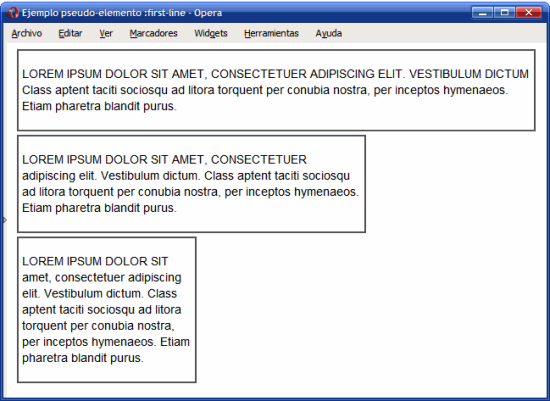 Ejemplo pseudo-elemento :first-line - Opera
Archivo Editar Ver Marcadores Widgets Herramientas Ayuda
LOREM IPSUM DOLOR SIT AMET, CONSECTETUER ADIPISCING ELIT. VESTIBULUM DICTUM
Class aptent taciti sociosqu ad litora torquent per conubia nostra, per inceptos hymenaeos.
Etiam pharetra blandit purus.
LOREM IPSUM DOLOR SIT AMET, CONSECTETUER
adipiscing elit. Vestibulum dictum. Class aptent taciti sociosqu
ad litora torquent per conubia nostra, per inceptos hymenaeos.
Etiam pharetra blandit purus.
LOREM IPSUM DOLOR SIT
amet, consectetuer adipiscing
elit. Vestibulum dictum. Class
aptent taciti sociosqu ad litora
torquent per conubia nostra,
per inceptos hymenaeos. Etiam
pharetra blandit purus.